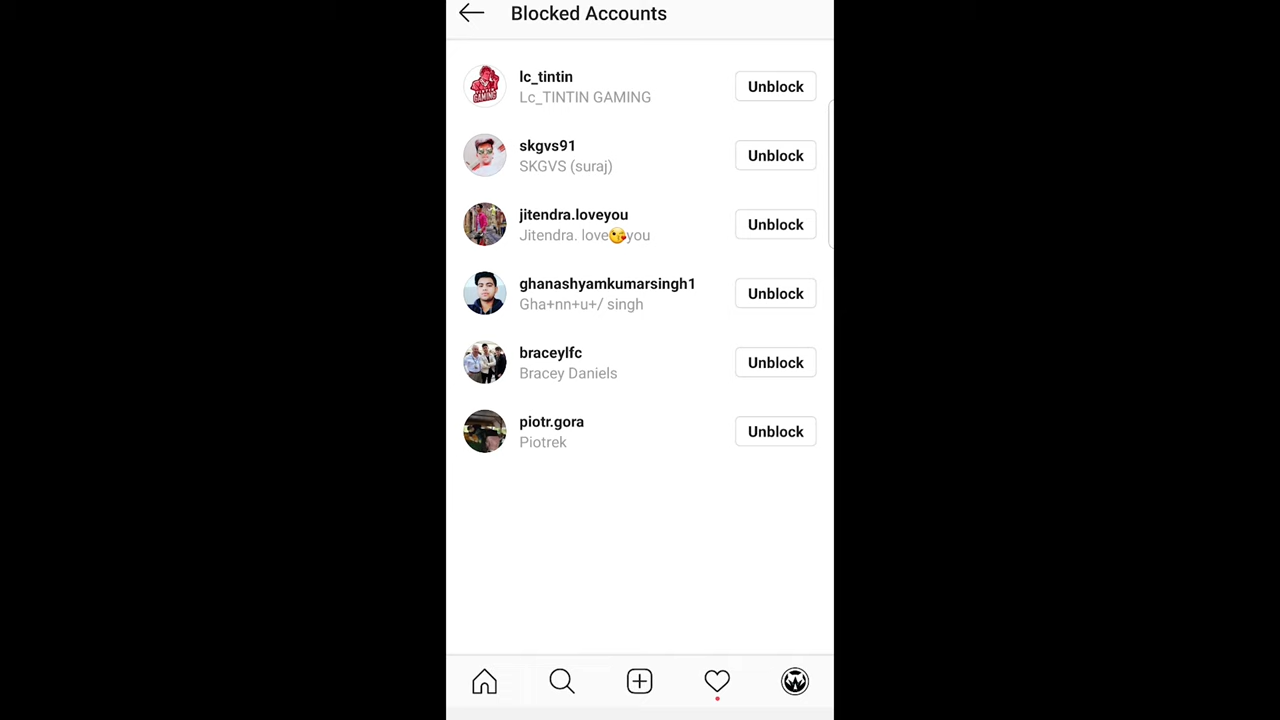 Blocked Accounts
lc_tintin
Lc_TINTIN GAMING
Unblock
skgvs91
SKGVS (suraj)
Unblock
jitendra.loveyou
Jitendra. love😘you
Unblock
ghanashyamkumarsingh1
Gha+nn+u+/ singh
Unblock
braceylfc
Bracey Daniels
Unblock
piotr.gora
Piotrek
Unblock